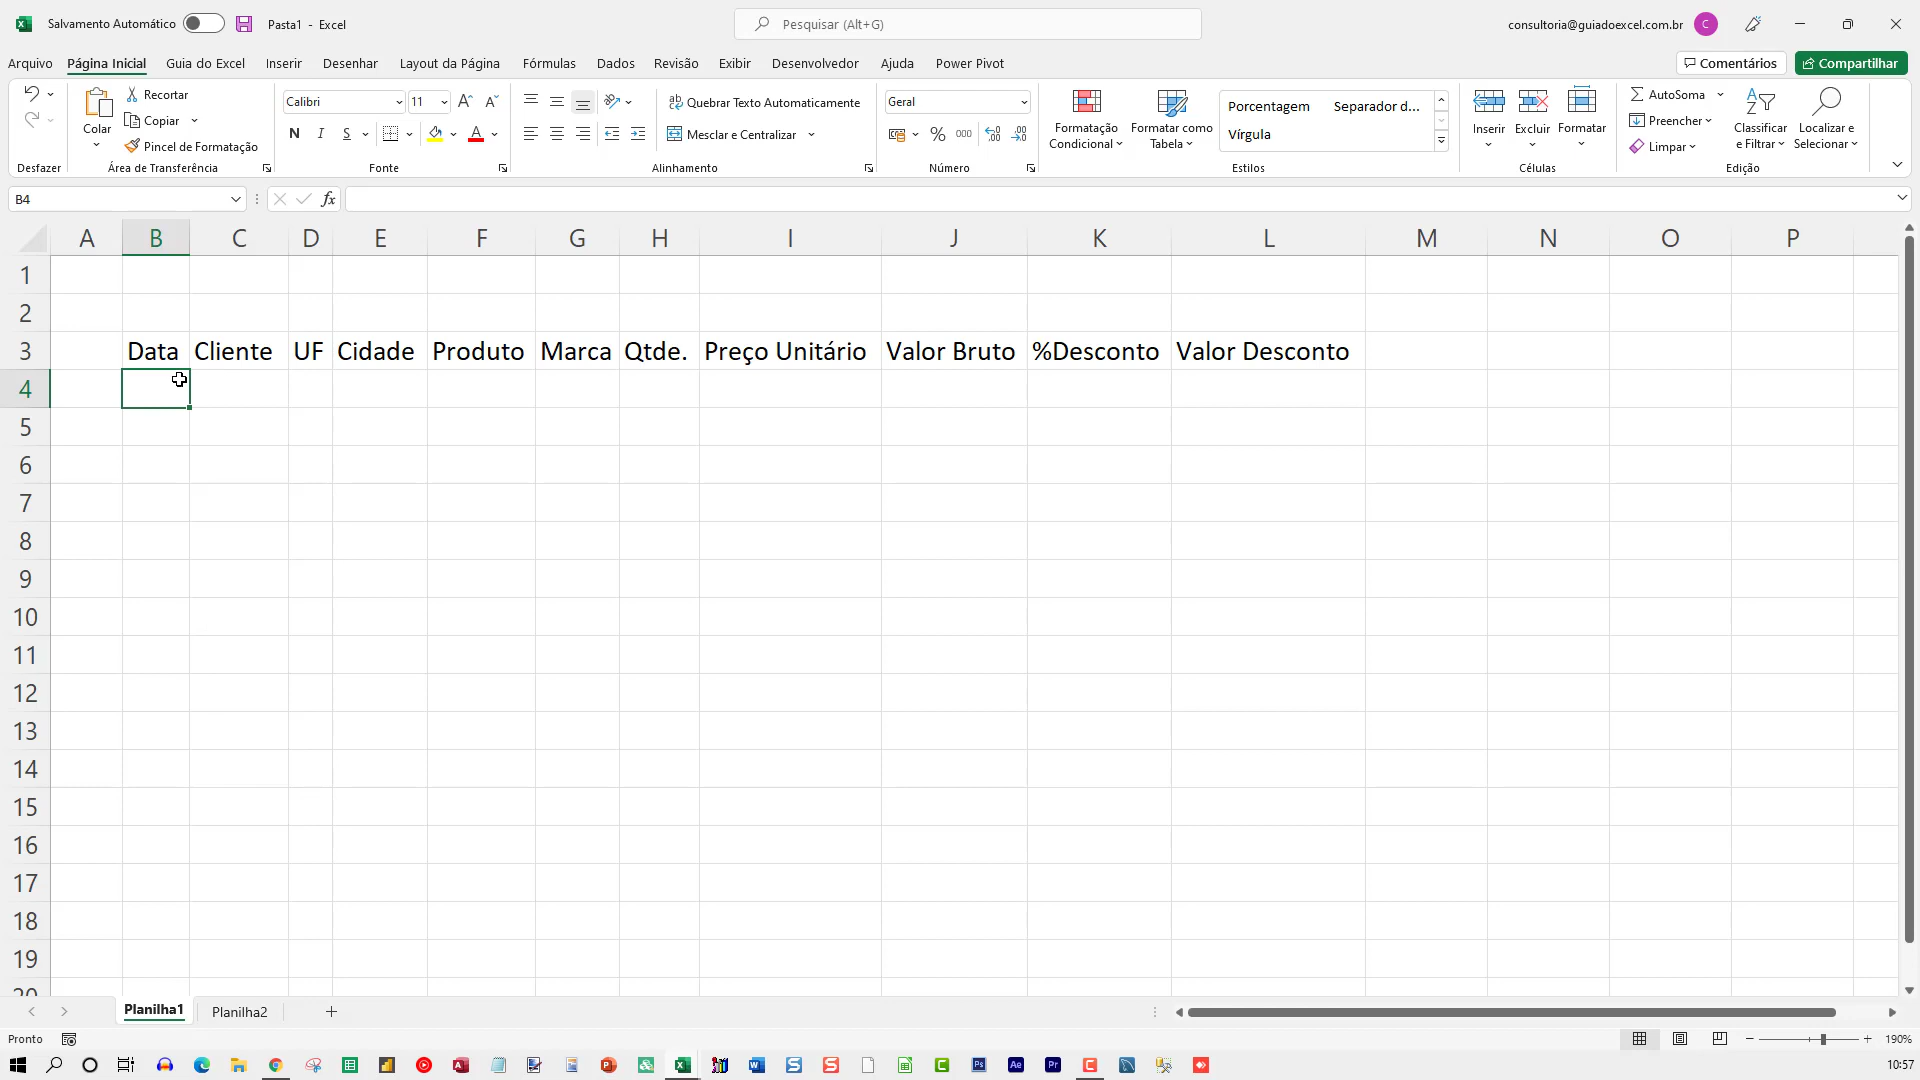 Salvamento Automático
Pasta1 - Excel
Pesquisar (Alt+G)
consultoria@guiadoexcel.com.br
C
Arquivo Página Inicial Guia do Excel Inserir Desenhar Layout da Página Fórmulas Dados Revisão Exibir Desenvolvedor Ajuda Power Pivot
Comentários
Compartilhar
Desfazer
Colar
Recortar
Copiar
Pincel de Formatação
Área de Transferência
Calibri 11
N I S
Fonte
Quebrar Texto Automaticamente
Mesclar e Centralizar
Alinhamento
Geral
% 000
Número
Formatação
Condicional
Formatar como
Tabela
Porcentagem Separador d...
Vírgula
Estilos
Inserir Excluir Formatar
Células
AutoSoma
Preencher
Limpar
Classificar
e Filtrar
Localizar e
Selecionar
Edição
B4
fx
A B C D E F G H I J K L M N O P
1
2
3 Data Cliente UF Cidade Produto Marca Qtde. Preço Unitário Valor Bruto %Desconto Valor Desconto
4
5
6
7
8
9
10
11
12
13
14
15
16
17
18
19
20
Planilha1 Planilha2
Pronto
190%
10:57